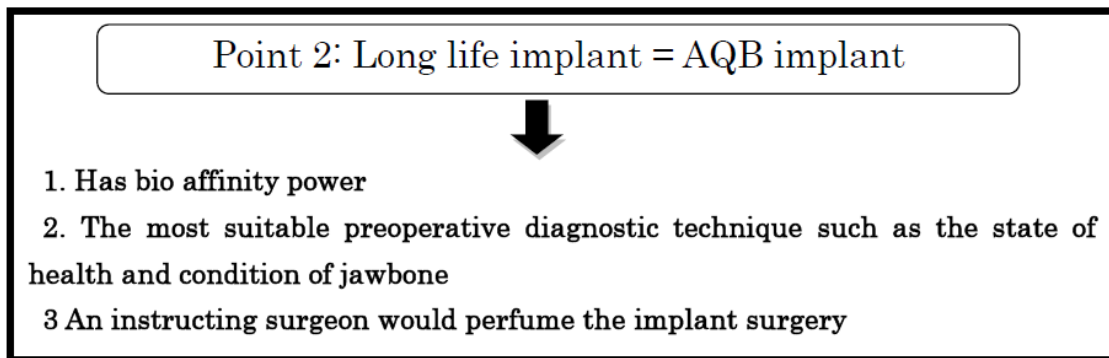 Point 2: Long life implant = AQB implant
1. Has bio affinity power
2. The most suitable preoperative diagnostic technique such as the state of
health and condition of jawbone
3 An instructing surgeon would perfume the implant surgery